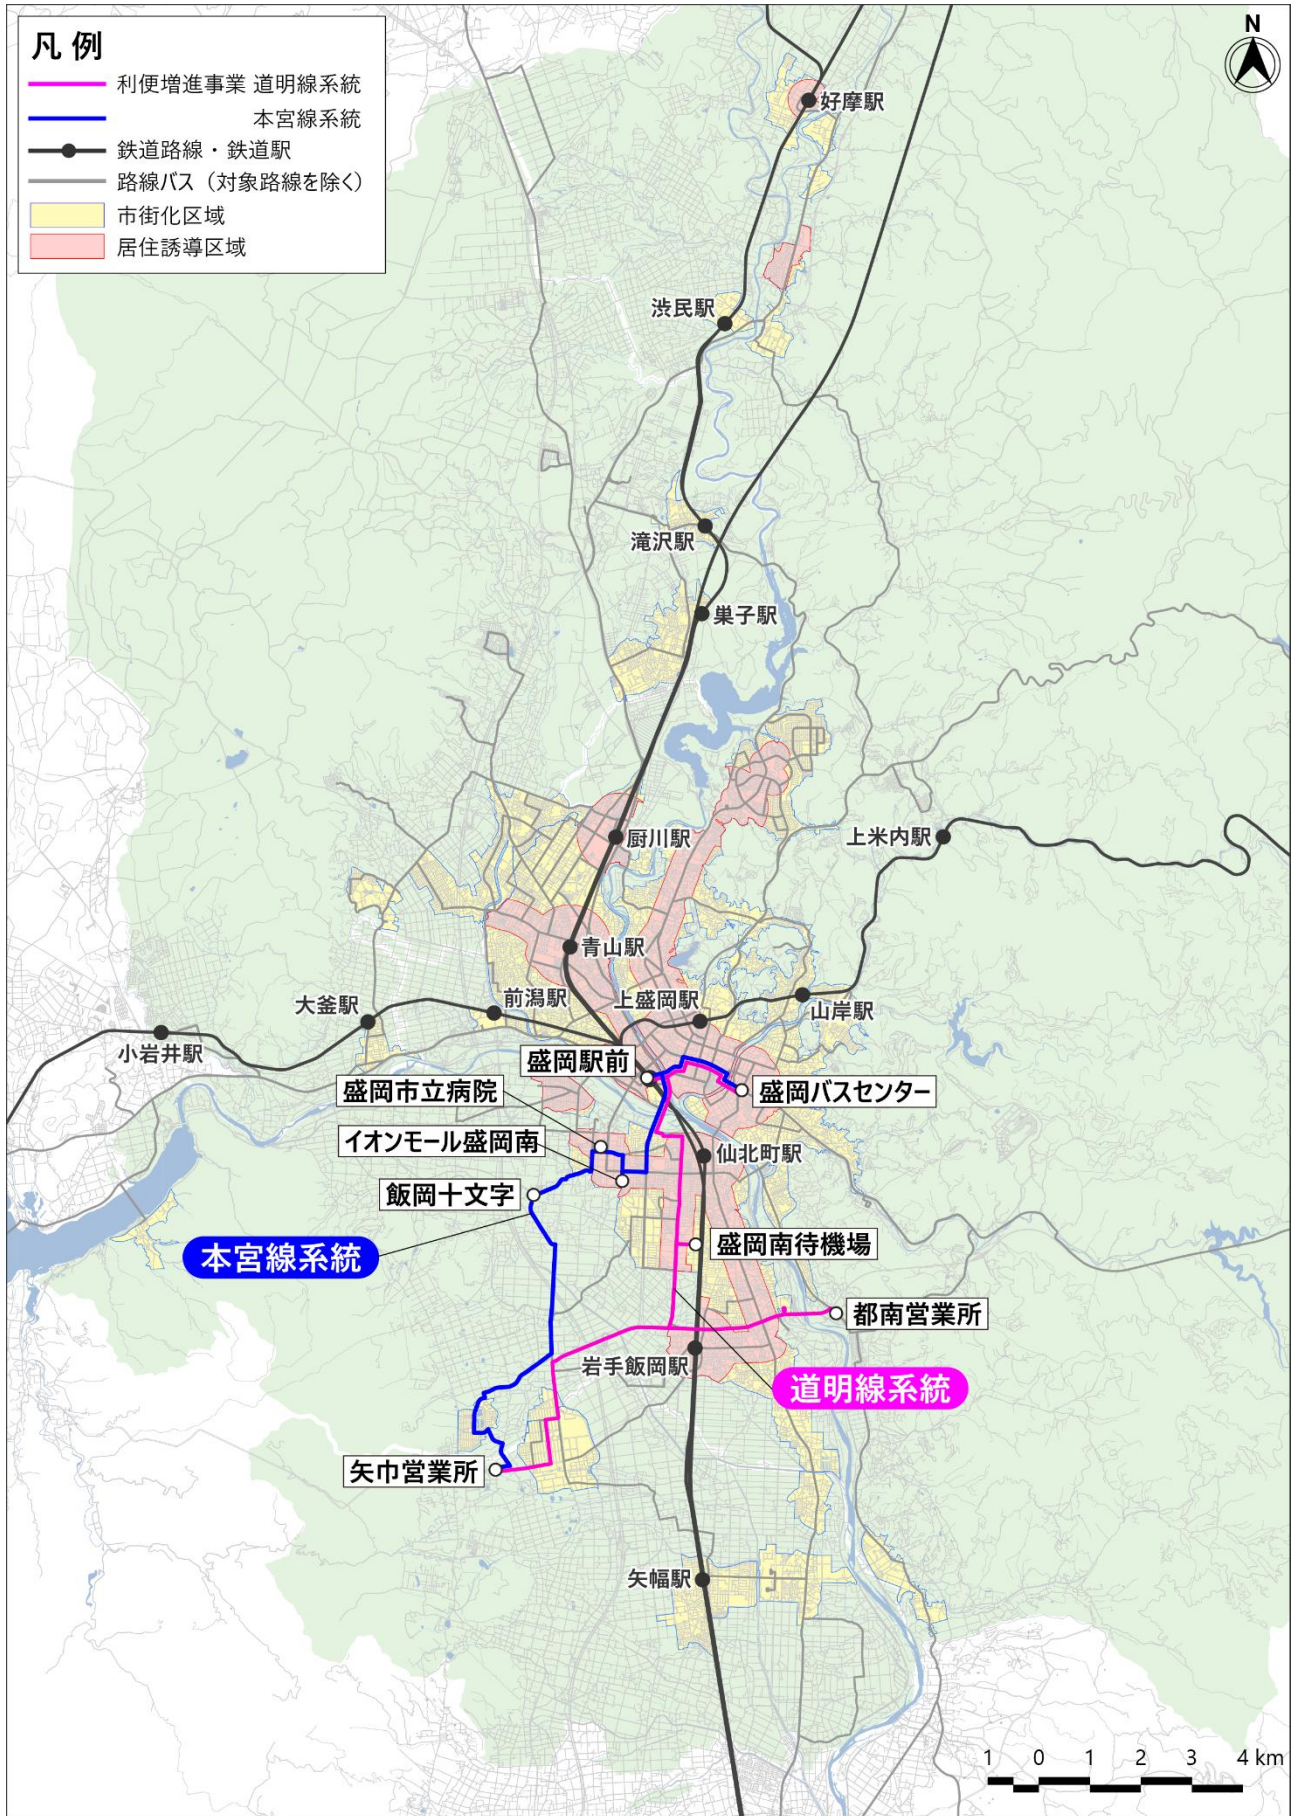 凡 例
利便増進事業 道明線系統
本宮線系統
鉄道路線・鉄道駅
路線バス（対象路線を除く）
市街化区域
居住誘導区域
N
好摩駅
渋民駅
滝沢駅
巣子駅
厨川駅
上米内駅
青山駅
大釜駅
前潟駅
上盛岡駅
山岸駅
小岩井駅
盛岡駅前
盛岡市立病院
盛岡バスセンター
イオンモール盛岡南
仙北町駅
飯岡十文字
本宮線系統
盛岡南待機場
都南営業所
岩手飯岡駅
道明線系統
矢巾営業所
矢幅駅
1 0 1 2 3 4 km